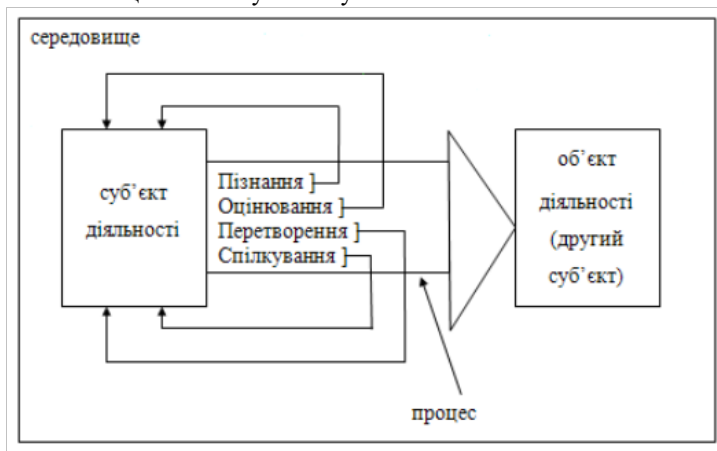 середовище
суб’єкт
діяльності
Пізнання }
Оцінювання }
Перетворення }
Спілкування }
об’єкт
діяльності
(другий
суб’єкт)
процес